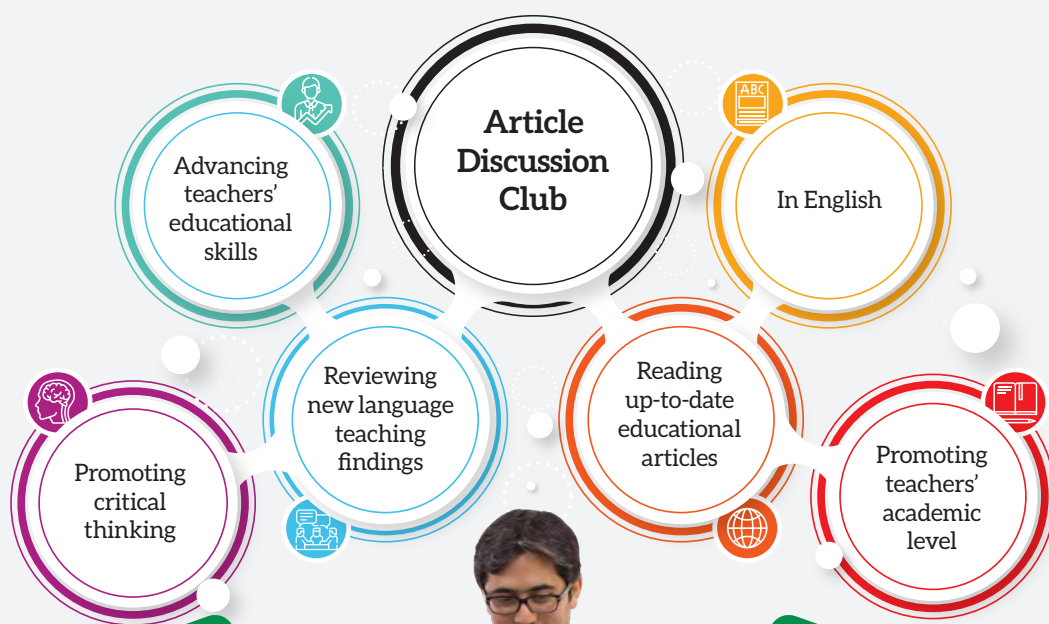 Article
Discussion
Club
Advancing
teachers’
educational
skills
ABC
In English
Reviewing
new language
teaching
findings
Reading
up-to-date
educational
articles
Promoting
critical
thinking
Promoting
teachers’
academic
level